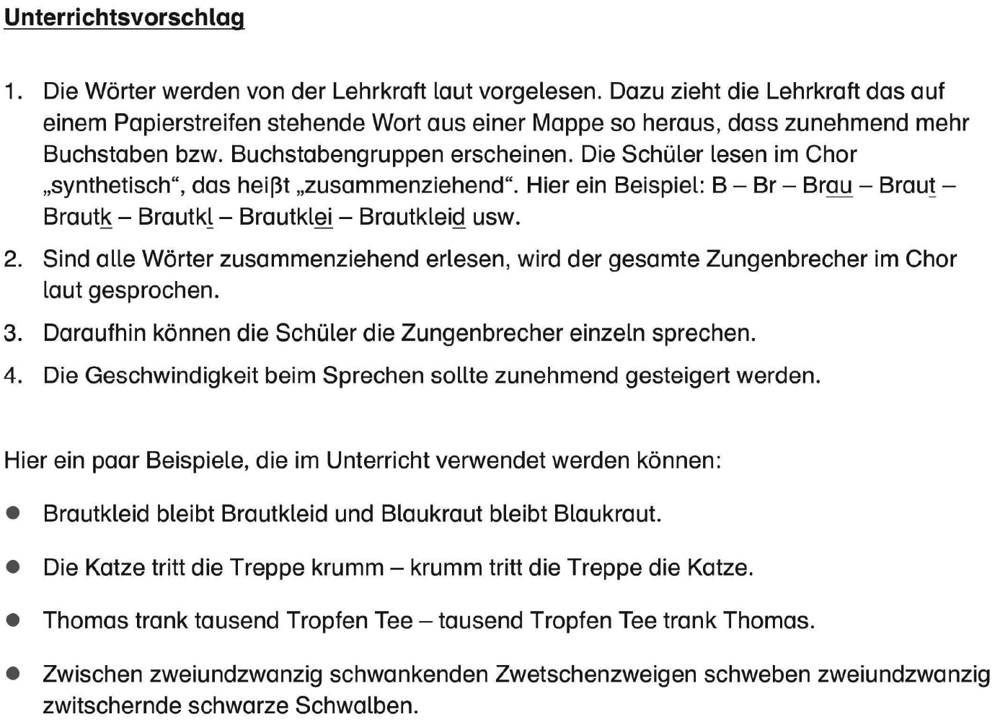 Unterrichtsvorschlag
1. Die Wörter werden von der Lehrkraft laut vorgelesen. Dazu zieht die Lehrkraft das auf
einem Papierstreifen stehende Wort aus einer Mappe so heraus, dass zunehmend mehr
Buchstaben bzw. Buchstabengruppen erscheinen. Die Schüler lesen im Chor
„synthetisch“, das heißt „zusammenziehend“. Hier ein Beispiel: B – Br – Brau – Braut –
Brautk – Brautkl – Brautklei – Brautkleid usw.
2. Sind alle Wörter zusammenziehend erlesen, wird der gesamte Zungenbrecher im Chor
laut gesprochen.
3. Daraufhin können die Schüler die Zungenbrecher einzeln sprechen.
4. Die Geschwindigkeit beim Sprechen sollte zunehmend gesteigert werden.
Hier ein paar Beispiele, die im Unterricht verwendet werden können:
● Brautkleid bleibt Brautkleid und Blaukraut bleibt Blaukraut.
● Die Katze tritt die Treppe krumm – krumm tritt die Treppe die Katze.
● Thomas trank tausend Tropfen Tee – tausend Tropfen Tee trank Thomas.
● Zwischen zweiundzwanzig schwankenden Zwetschenzweigen schweben zweiundzwanzig
zwitschernde schwarze Schwalben.